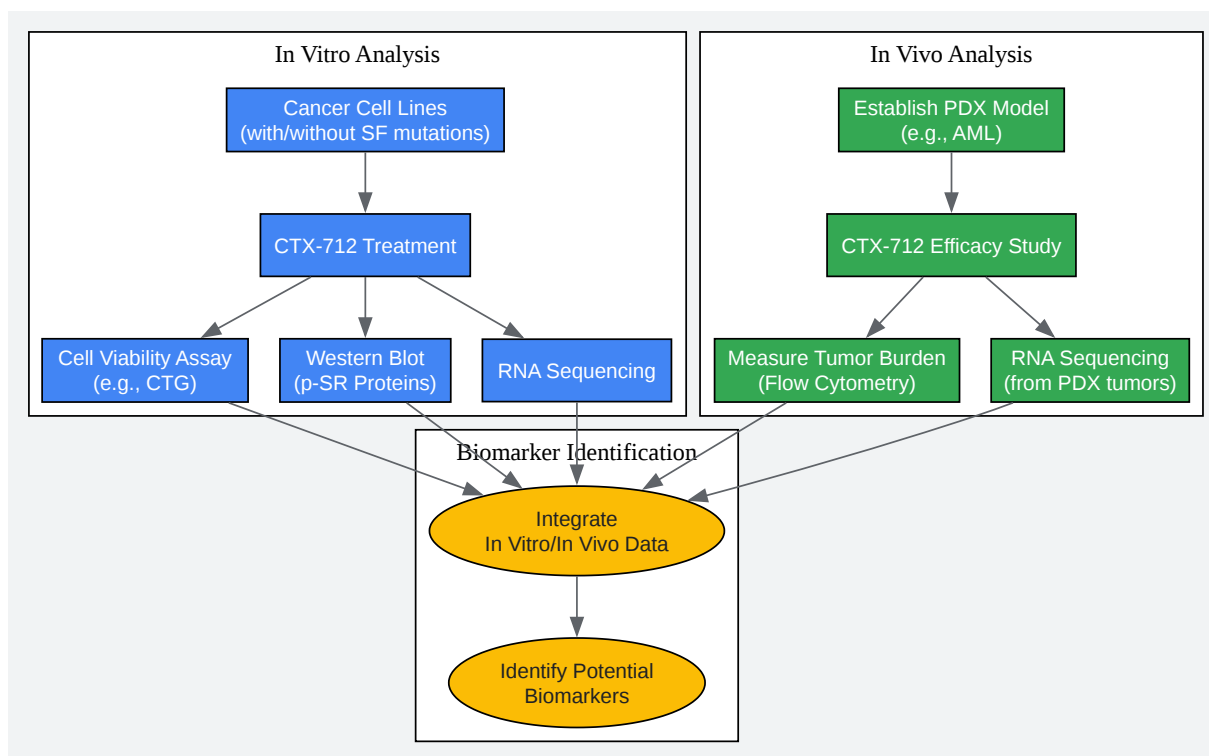 In Vitro Analysis
Cancer Cell Lines
(with/without SF mutations)
CTX-712 Treatment
Cell Viability Assay
(e.g., CTG)
Western Blot
(p-SR Proteins)
RNA Sequencing
In Vivo Analysis
Establish PDX Model
(e.g., AML)
CTX-712 Efficacy Study
Measure Tumor Burden
(Flow Cytometry)
RNA Sequencing
(from PDX tumors)
Biomarker Identification
Integrate
In Vitro/In Vivo Data
Identify Potential
Biomarkers